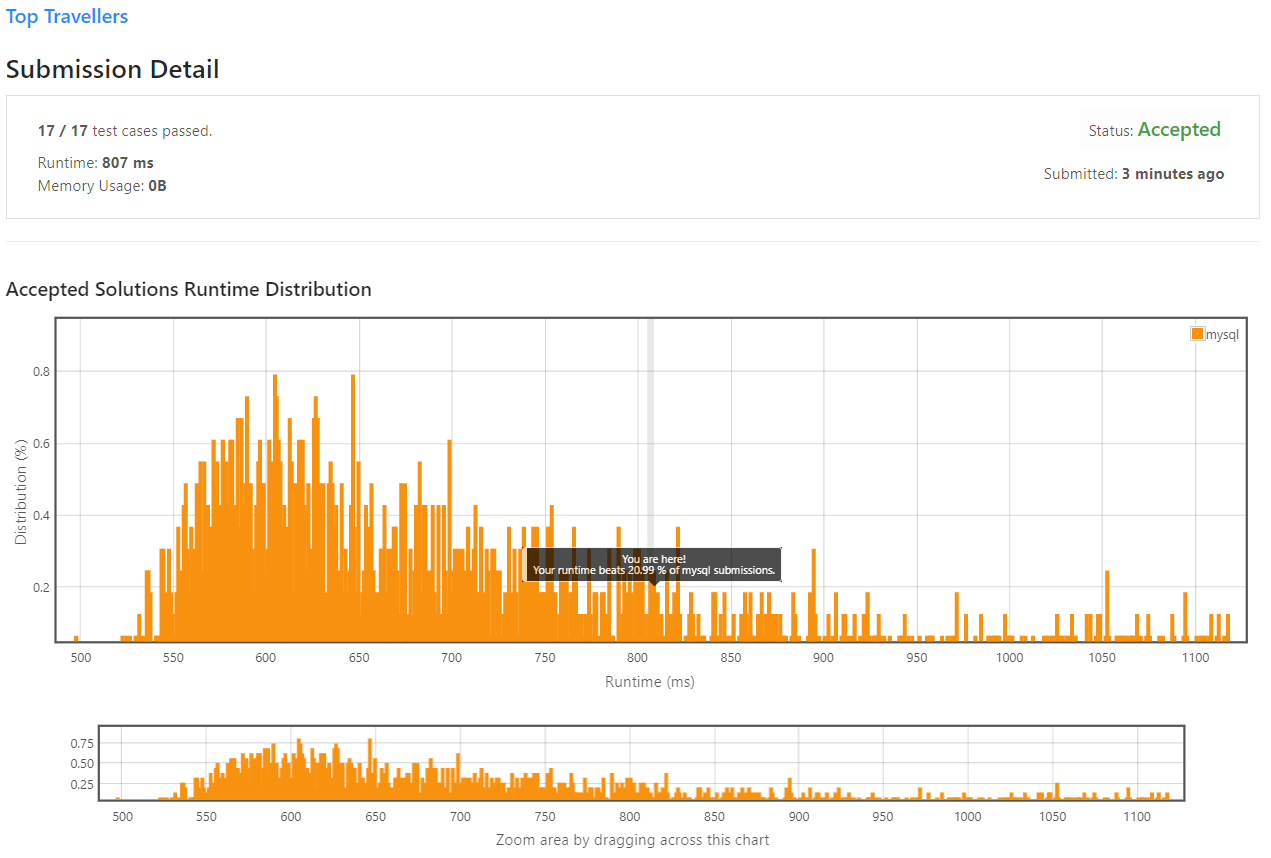 Top Travellers
Submission Detail
17 / 17 test cases passed.
Status: Accepted
Runtime: 807 ms
Memory Usage: 0B
Submitted: 3 minutes ago
Accepted Solutions Runtime Distribution
mysql
Distribution (%)
0.8
0.6
0.4
0.2
You are here!
Your runtime beats 20.99 % of mysql submissions.
500 550 600 650 700 750 800 850 900 950 1000 1050 1100
Runtime (ms)
0.75
0.50
0.25
500 550 600 650 700 750 800 850 900 950 1000 1050 1100
Zoom area by dragging across this chart